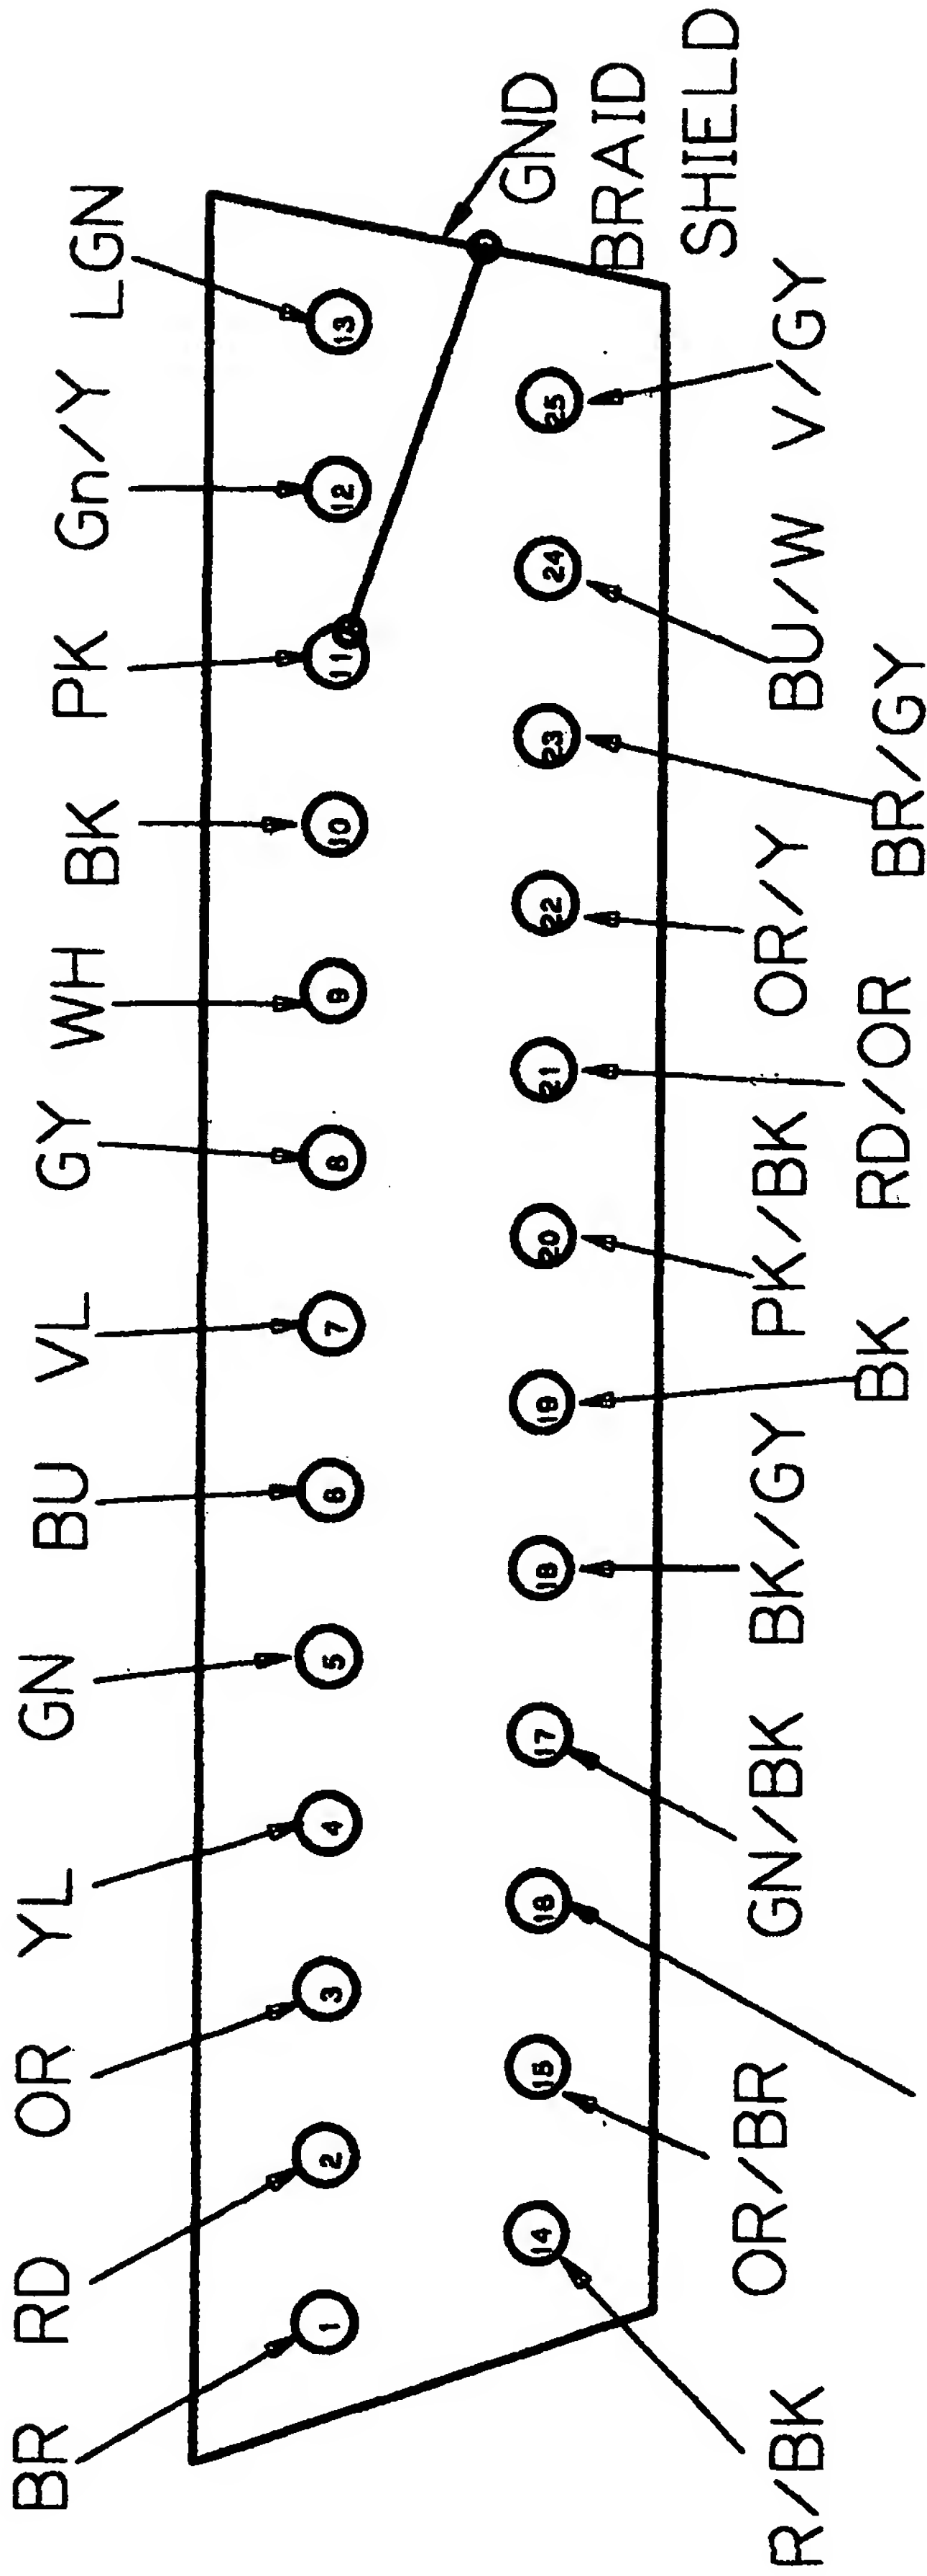 BR RD OR YL GN BU VL GY WH BK PK Gn/Y LGN
1 2 3 4 5 6 7 8 9 10 11 12 13
GND
BRAID
SHIELD
14 15 16 17 18 19 20 21 22 23 24 25
R/BK OR/BR GN/BK BK/GY PK/BK OR/Y BU/W V/GY
BK RD/OR BR/GY